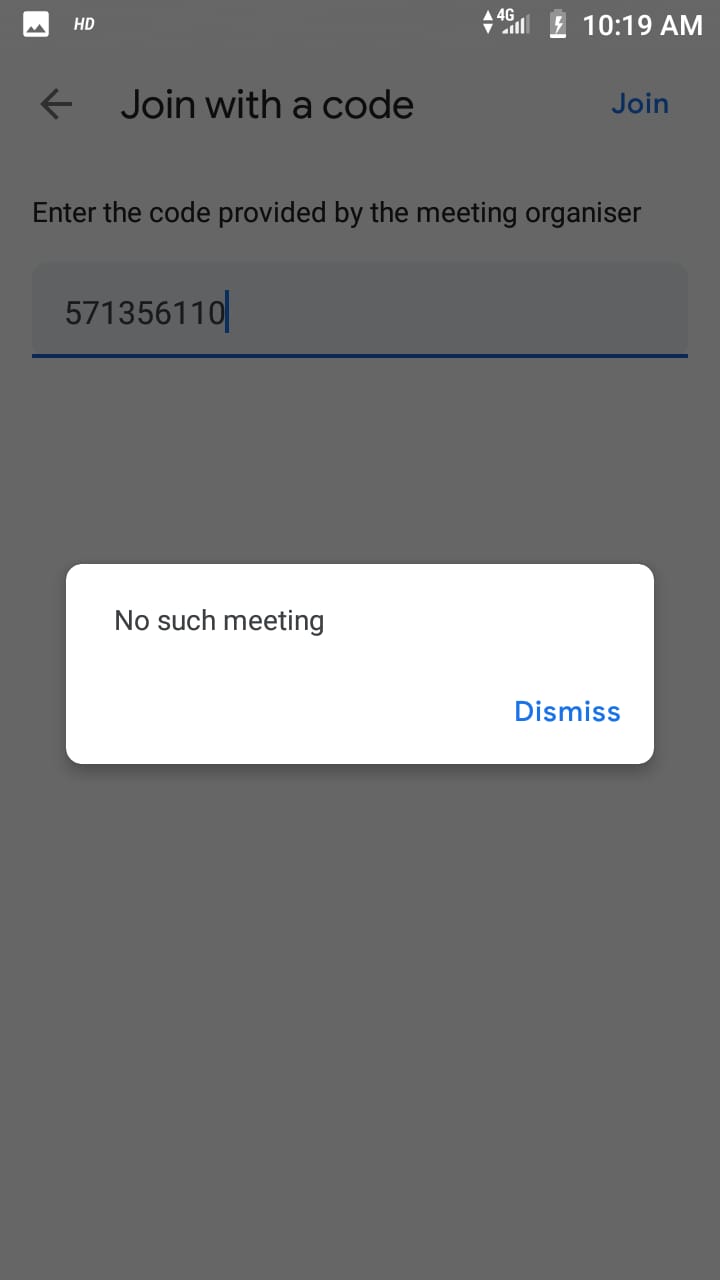 HD
4G
10:19 AM
Join with a code
Join
Enter the code provided by the meeting organiser
571356110
No such meeting
Dismiss